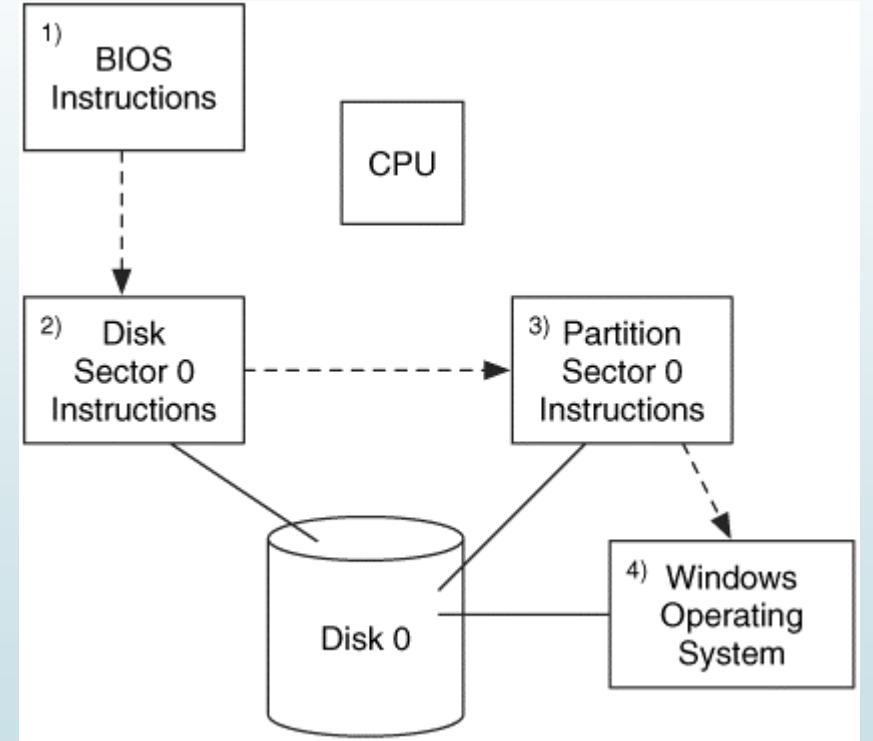 1)
BIOS
Instructions
CPU
2) Disk
Sector 0
Instructions
3) Partition
Sector 0
Instructions
4) Windows
Operating
System
Disk 0